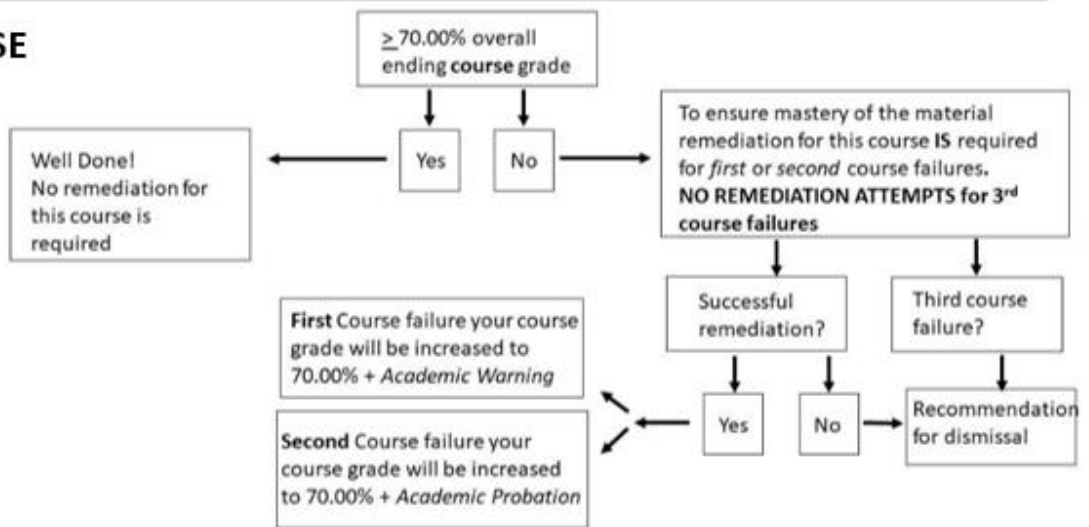 SE
≥70.00% overall
ending course grade
Yes
No
Well Done!
No remediation for
this course is
required
To ensure mastery of the material
remediation for this course IS required
for first or second course failures.
NO REMEDIATION ATTEMPTS for 3rd
course failures
Successful
remediation?
Third course
failure?
First Course failure your course
grade will be increased to
70.00% + Academic Warning
Yes
No
Recommendation
for dismissal
Second Course failure your
course grade will be increased
to 70.00% + Academic Probation